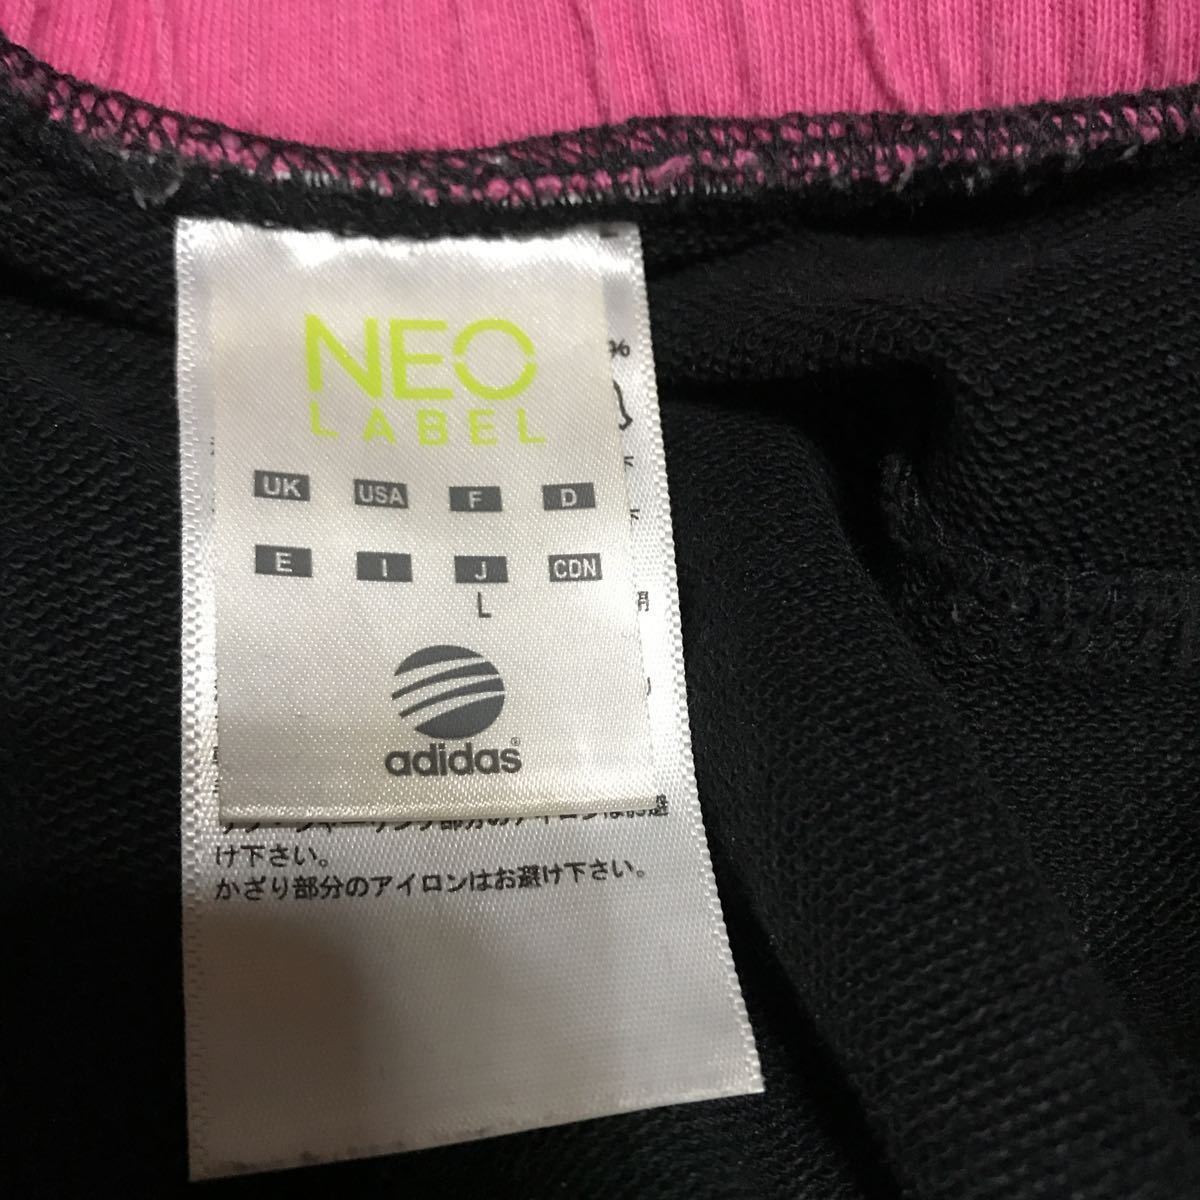 NEO
LABEL
UK USA F D
E I J CDN
L
adidas®
%
け下さい。
かざり部分のアイロンはお避け下さい。